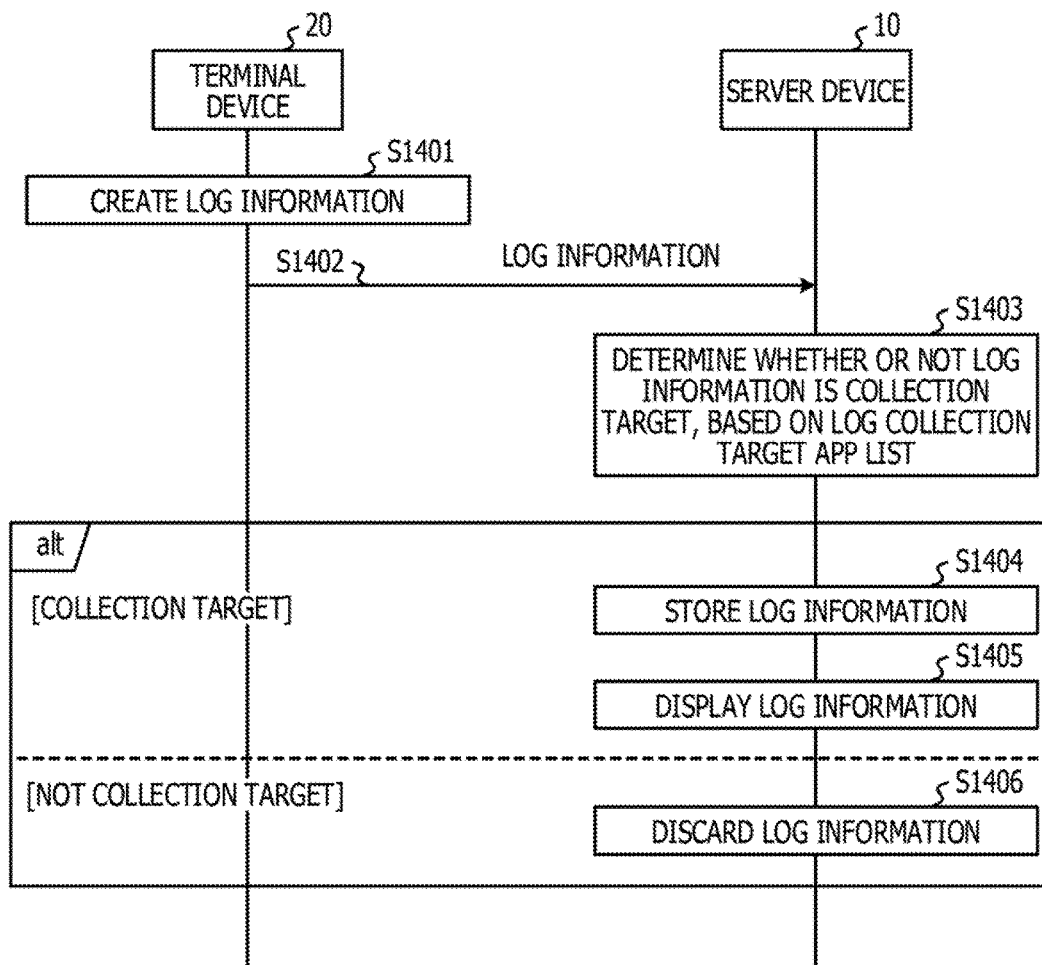 20
10
TERMINAL
DEVICE
SERVER DEVICE
S1401
CREATE LOG INFORMATION
S1402
LOG INFORMATION
S1403
DETERMINE WHETHER OR NOT LOG
INFORMATION IS COLLECTION
TARGET, BASED ON LOG COLLECTION
TARGET APP LIST
alt
S1404
[COLLECTION TARGET]
STORE LOG INFORMATION
S1405
DISPLAY LOG INFORMATION
[NOT COLLECTION TARGET]
S1406
DISCARD LOG INFORMATION